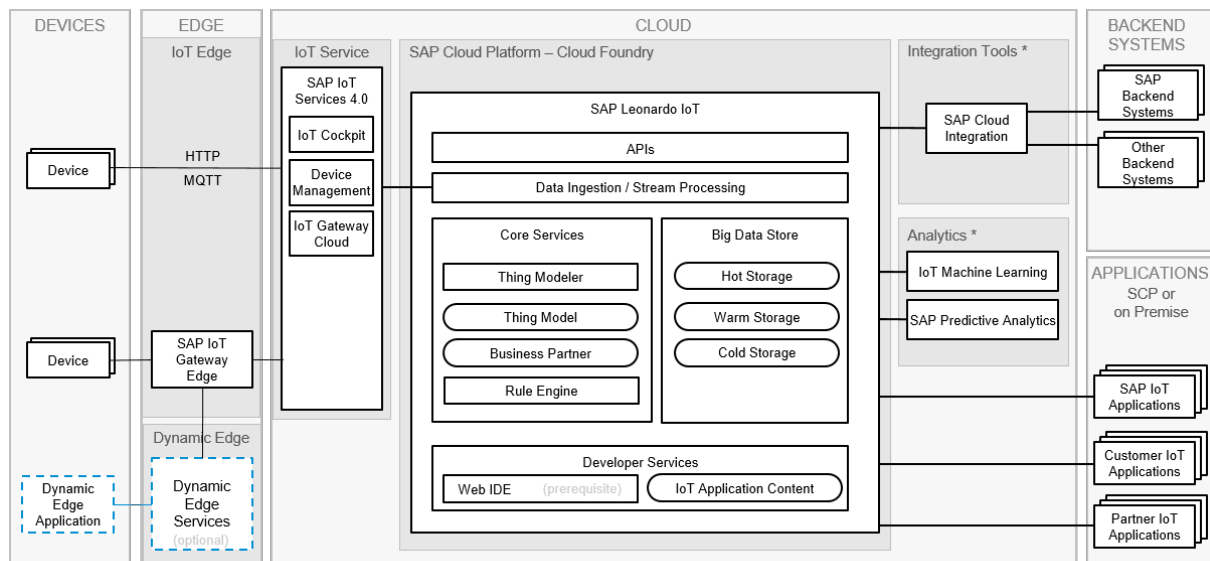 DEVICES
EDGE
CLOUD
BACKEND
SYSTEMS
IoT Edge
IoT Service
SAP Cloud Platform – Cloud Foundry
Integration Tools *
SAP IoT
Services 4.0
IoT Cockpit
Device
Management
IoT Gateway
Cloud
SAP Leonardo IoT
APIs
Data Ingestion / Stream Processing
Core Services
Thing Modeler
Thing Model
Business Partner
Rule Engine
Big Data Store
Hot Storage
Warm Storage
Cold Storage
Developer Services
Web IDE
(prerequisite)
IoT Application Content
SAP Cloud
Integration
SAP
Backend
Systems
Other
Backend
Systems
Analytics *
IoT Machine Learning
SAP Predictive Analytics
APPLICATIONS
SCP or
on Premise
SAP IoT
Applications
Customer IoT
Applications
Partner IoT
Applications
Device
HTTP
MQTT
Device
SAP IoT
Gateway
Edge
Dynamic Edge
Dynamic
Edge
Application
Dynamic
Edge
Services
(optional)